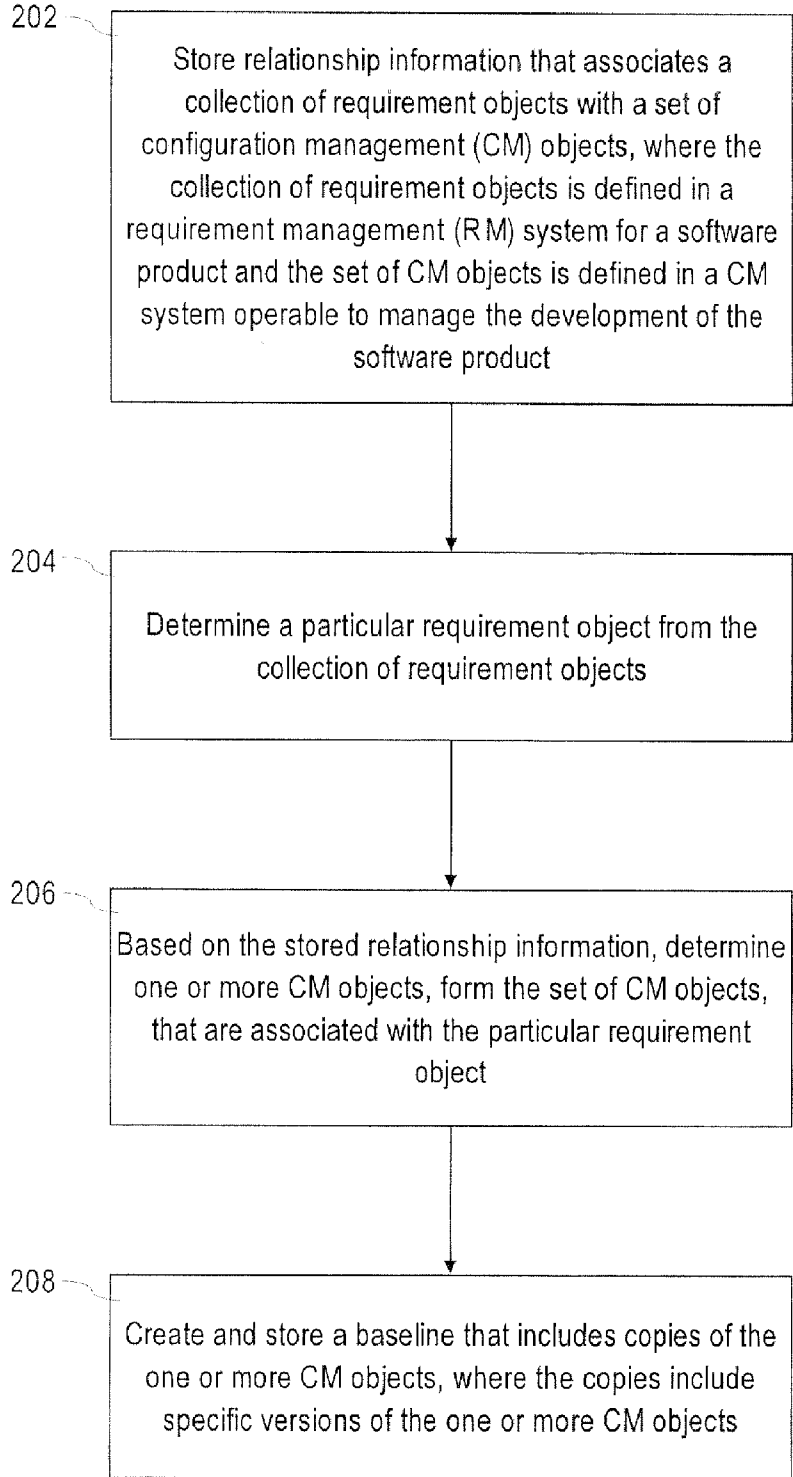 202
Store relationship information that associates a
collection of requirement objects with a set of
configuration management (CM) objects, where the
collection of requirement objects is defined in a
requirement management (RM) system for a software
product and the set of CM objects is defined in a CM
system operable to manage the development of the
software product
204
Determine a particular requirement object from the
collection of requirement objects
206
Based on the stored relationship information, determine
one or more CM objects, form the set of CM objects,
that are associated with the particular requirement
object
208
Create and store a baseline that includes copies of the
one or more CM objects, where the copies include
specific versions of the one or more CM objects